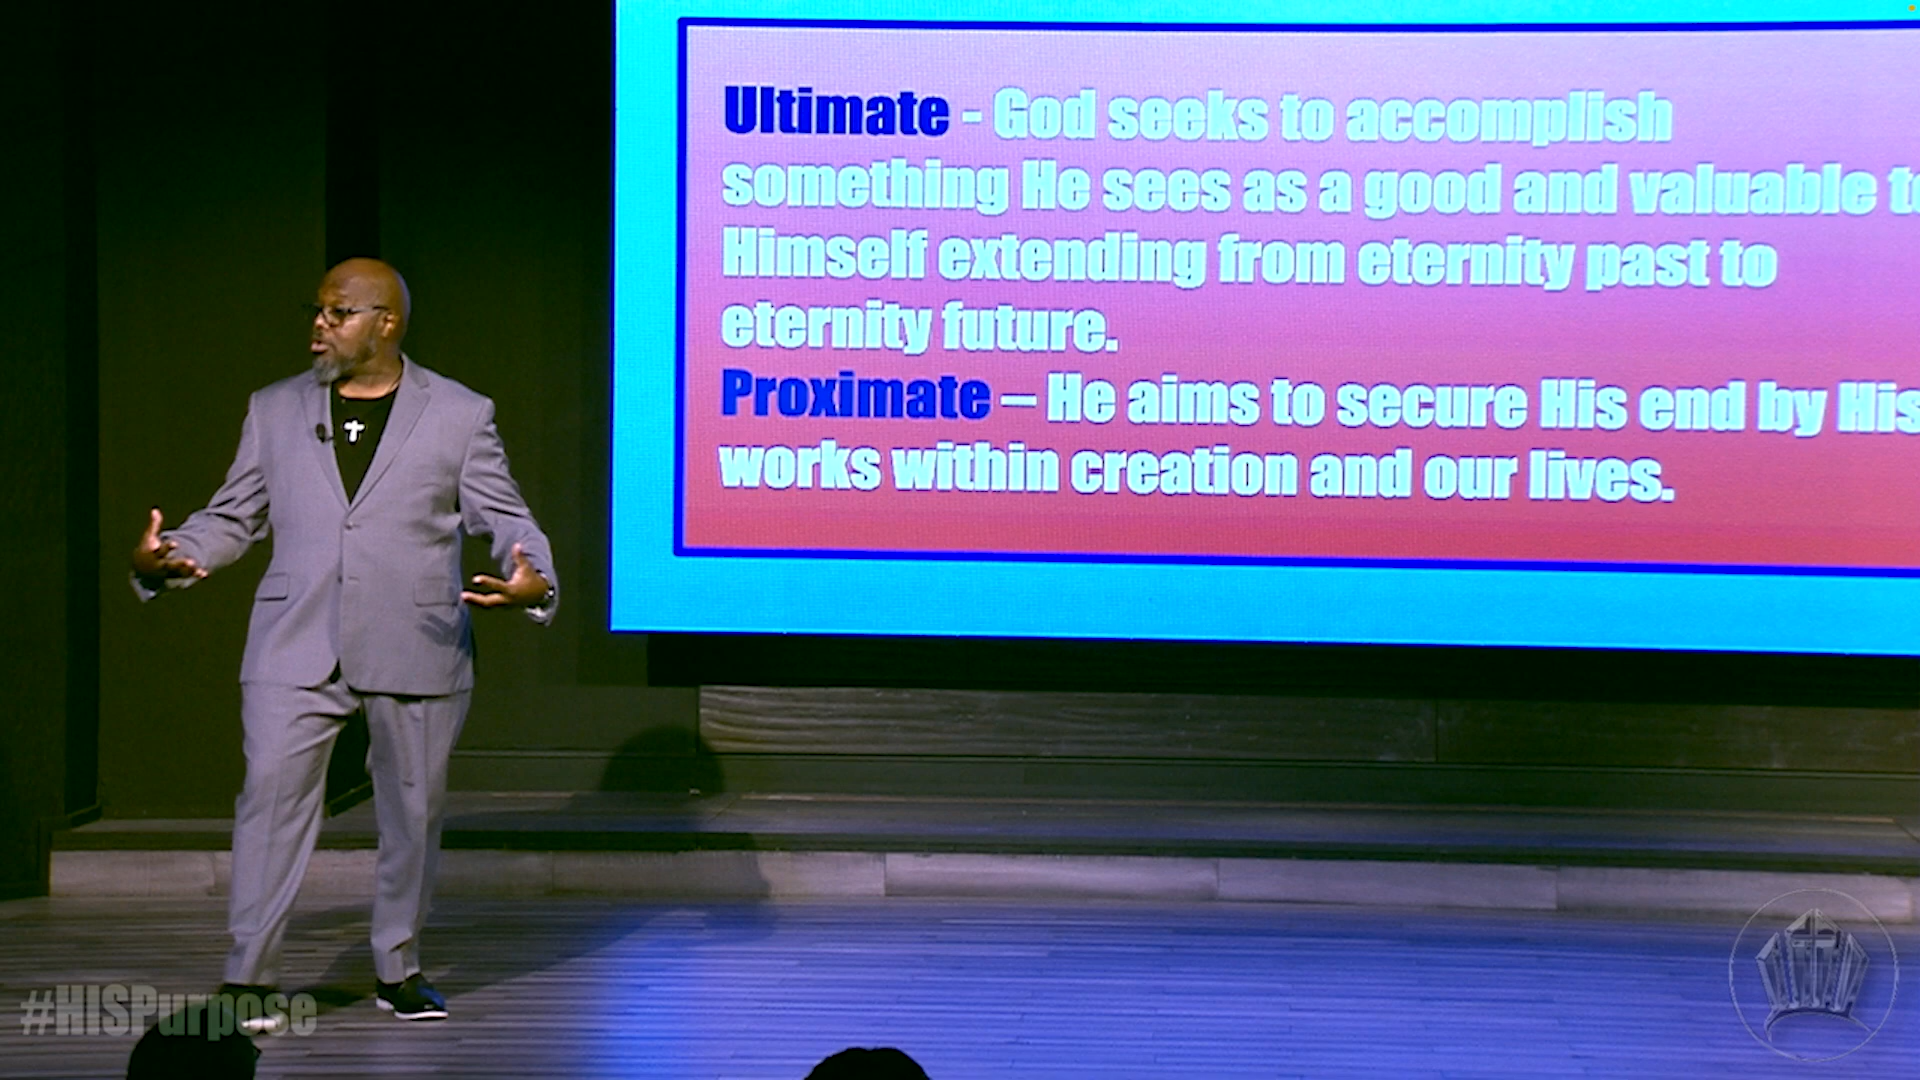 Ultimate - God seeks to accomplish
something He sees as a good and valuable to
Himself extending from eternity past to
eternity future.
Proximate – He aims to secure His end by His
works within creation and our lives.
#HISPurpose